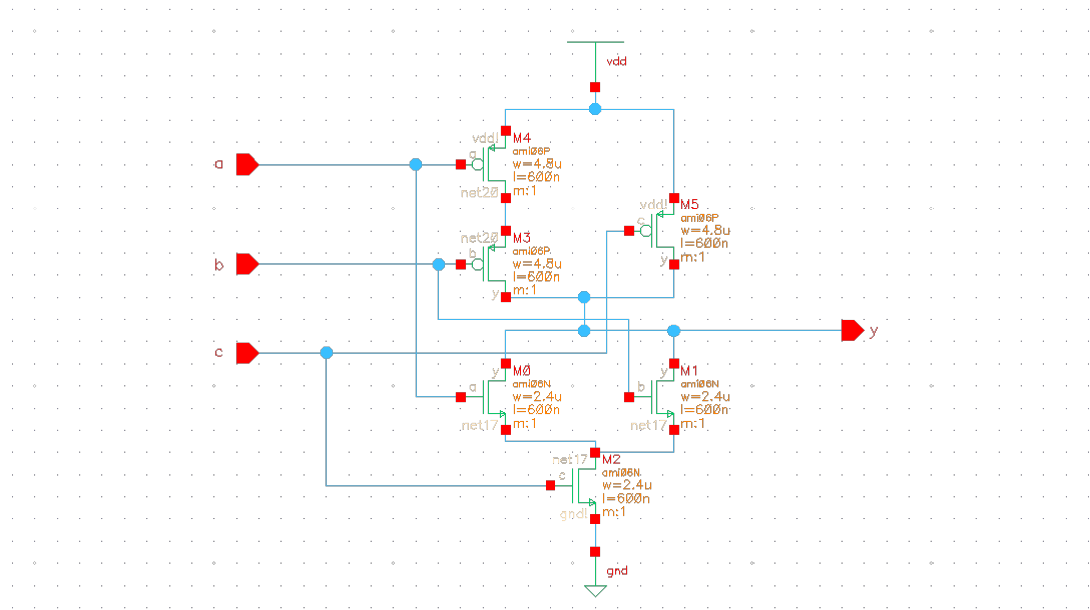 vdd
vdd!
M4
a
a
ami06P
w=4.8u
l=600n
net20
m:1
vdd!
M5
c
ami06P
w=4.8u
l=600n
y
m:1
net20
M3
b
b
ami06P
w=4.8u
l=600n
y
m:1
y
c
y
M0
a
ami06N
w=2.4u
l=600n
net17
m:1
y
M1
b
ami06N
w=2.4u
l=600n
net17
m:1
net17
M2
c
ami06N
w=2.4u
l=600n
gnd!
m:1
gnd